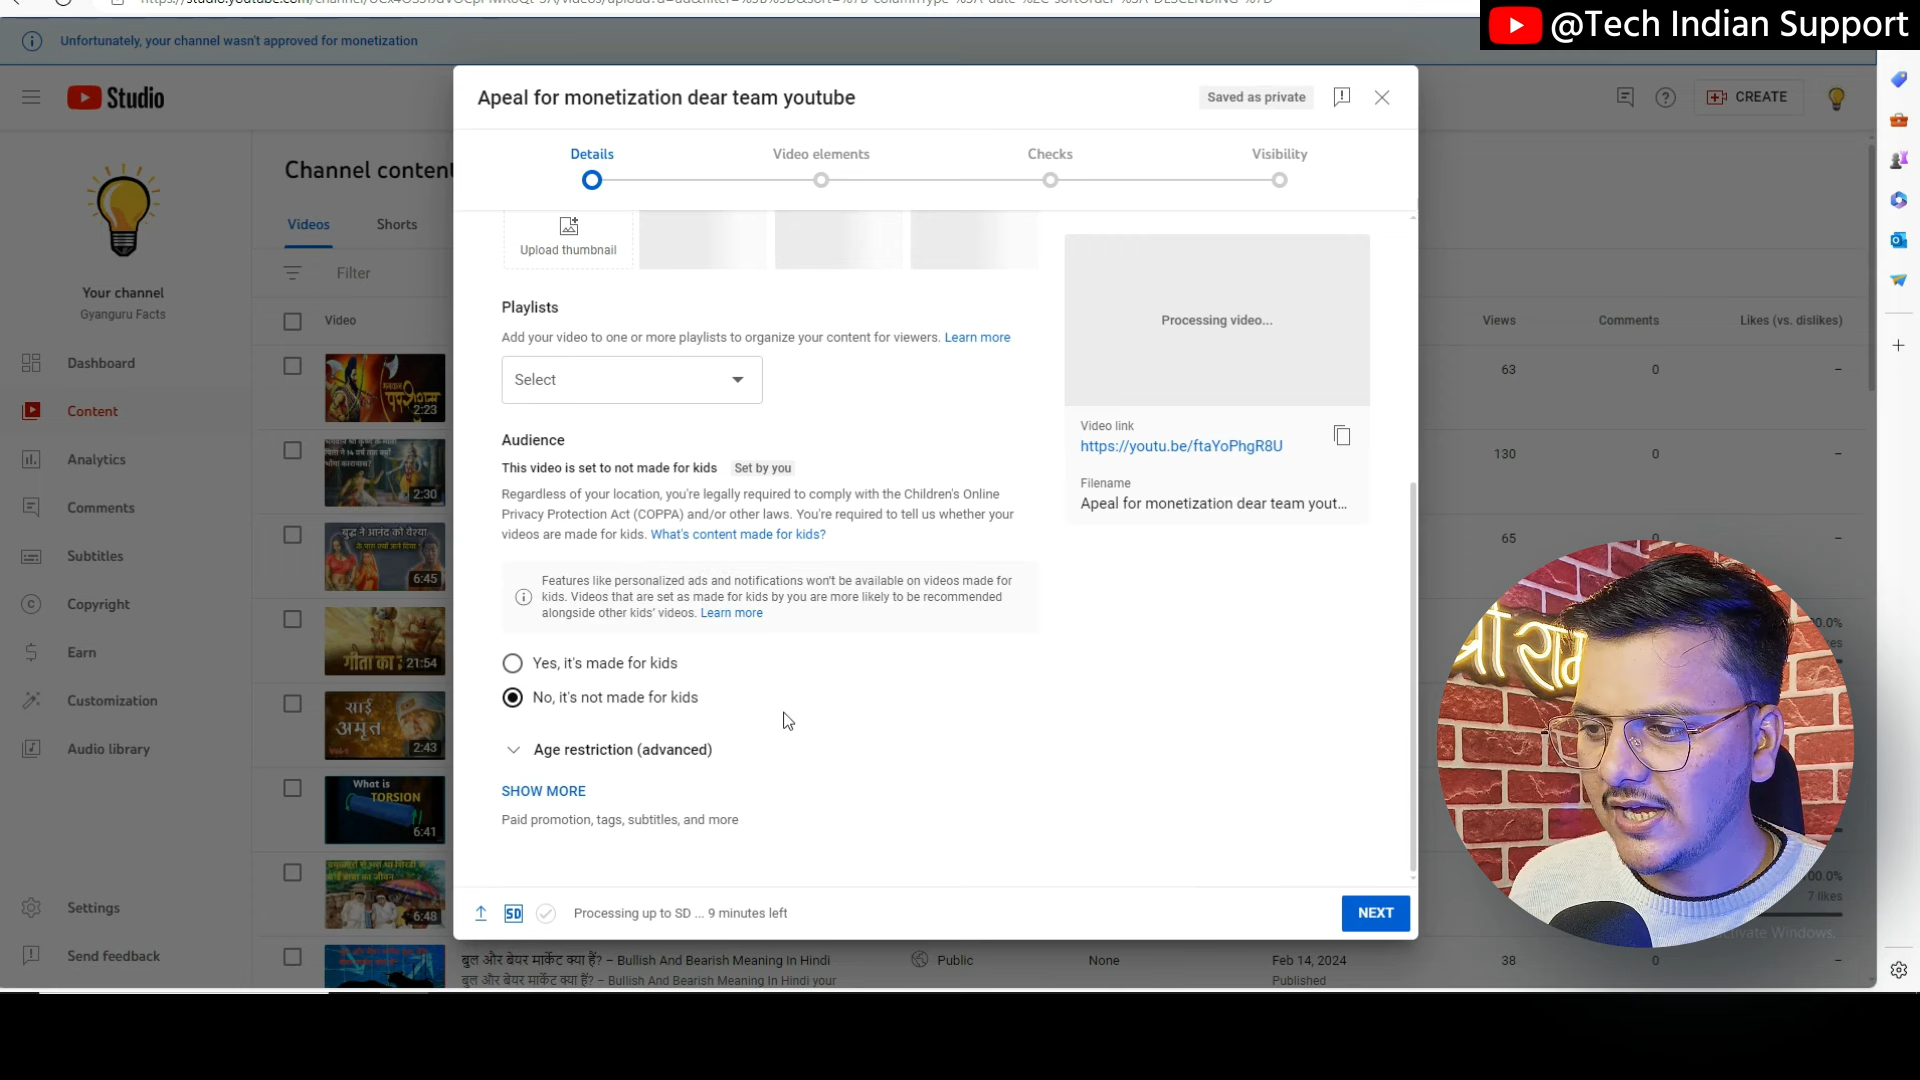 @Tech Indian Support
Unfortunately, your channel wasn't approved for monetization
Studio
CREATE
Your channel
Gyanguru Facts
Dashboard
Content
Analytics
Comments
Subtitles
Copyright
Earn
Customization
Audio library
Settings
Send feedback
Channel content
Videos
Shorts
Filter
Video
Views
Comments
Likes (vs. dislikes)
2:23
63
0
–
2:30
130
0
–
6:45
65
0
–
गीता का
21:54
साई
अमृत
2:43
What is
TORSION
6:41
6:48
Apeal for monetization dear team youtube
Saved as private
Details
Video elements
Checks
Visibility
Upload thumbnail
Playlists
Add your video to one or more playlists to organize your content for viewers. Learn more
Select
Audience
This video is set to not made for kids
Set by you
Regardless of your location, you're legally required to comply with the Children's Online
Privacy Protection Act (COPPA) and/or other laws. You're required to tell us whether your
videos are made for kids. What's content made for kids?
Features like personalized ads and notifications won't be available on videos made for
kids. Videos that are set as made for kids by you are more likely to be recommended
alongside other kids' videos. Learn more
Yes, it's made for kids
No, it's not made for kids
Age restriction (advanced)
SHOW MORE
Paid promotion, tags, subtitles, and more
Processing video...
Video link
https://youtu.be/ftaYoPhgR8U
Filename
Apeal for monetization dear team yout...
SD
Processing up to SD ... 9 minutes left
NEXT
7 likes
बुल और बेयर मार्केट क्या हैं? – Bullish And Bearish Meaning In Hindi
बुल और बेयर मार्केट क्या हैं? – Bullish And Bearish Meaning In Hindi your
Public
None
Feb 14, 2024
Published
38
0
–